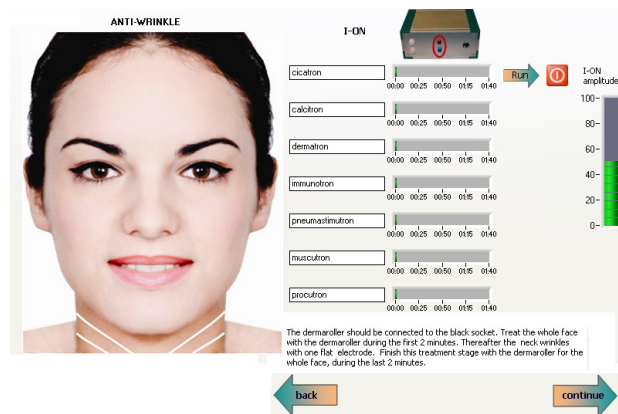 ANTI-WRINKLE
I-ON
cicatron
00:00 00:25 00:50 01:15 01:40
Run
I-ON
amplitude
100-
80-
60-
40-
20-
0-
calcitron
00:00 00:25 00:50 01:15 01:40
dermatron
00:00 00:25 00:50 01:15 01:40
immunotron
00:00 00:25 00:50 01:15 01:40
pneumastimutron
00:00 00:25 00:50 01:15 01:40
muscutron
00:00 00:25 00:50 01:15 01:40
procutron
00:00 00:25 00:50 01:15 01:40
The dermaroller should be connected to the black socket. Treat the whole face
with the dermaroller during the first 2 minutes. Thereafter the neck wrinkles
with one flat electrode. Finish this treatment stage with the dermaroller for the
whole face, during the last 2 minutes.
back
continue